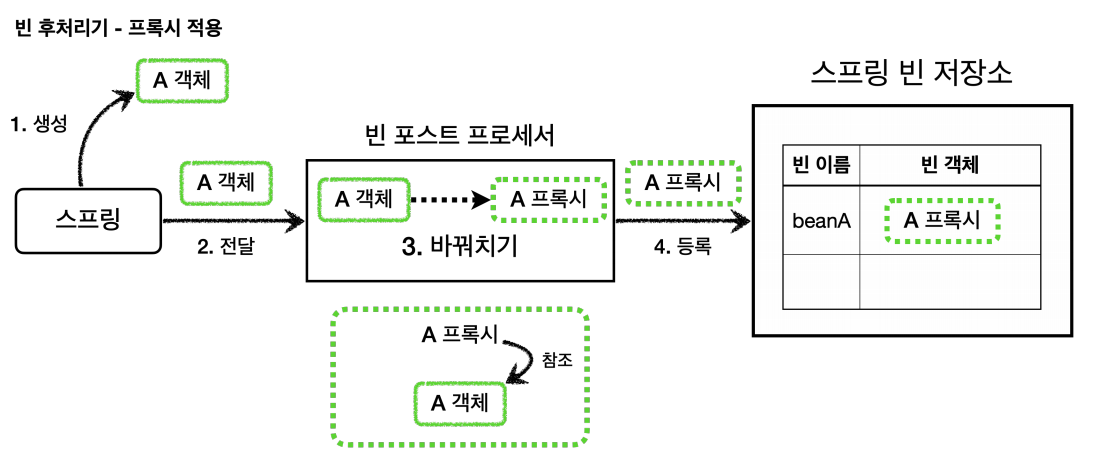 빈 후처리기 - 프록시 적용
A 객체
1. 생성
스프링
A 객체
2. 전달
빈 포스트 프로세서
A 객체
A 프록시
3. 바꿔치기
A 프록시
참조
A 객체
A 프록시
4. 등록
스프링 빈 저장소
빈 이름 빈 객체
beanA A 프록시